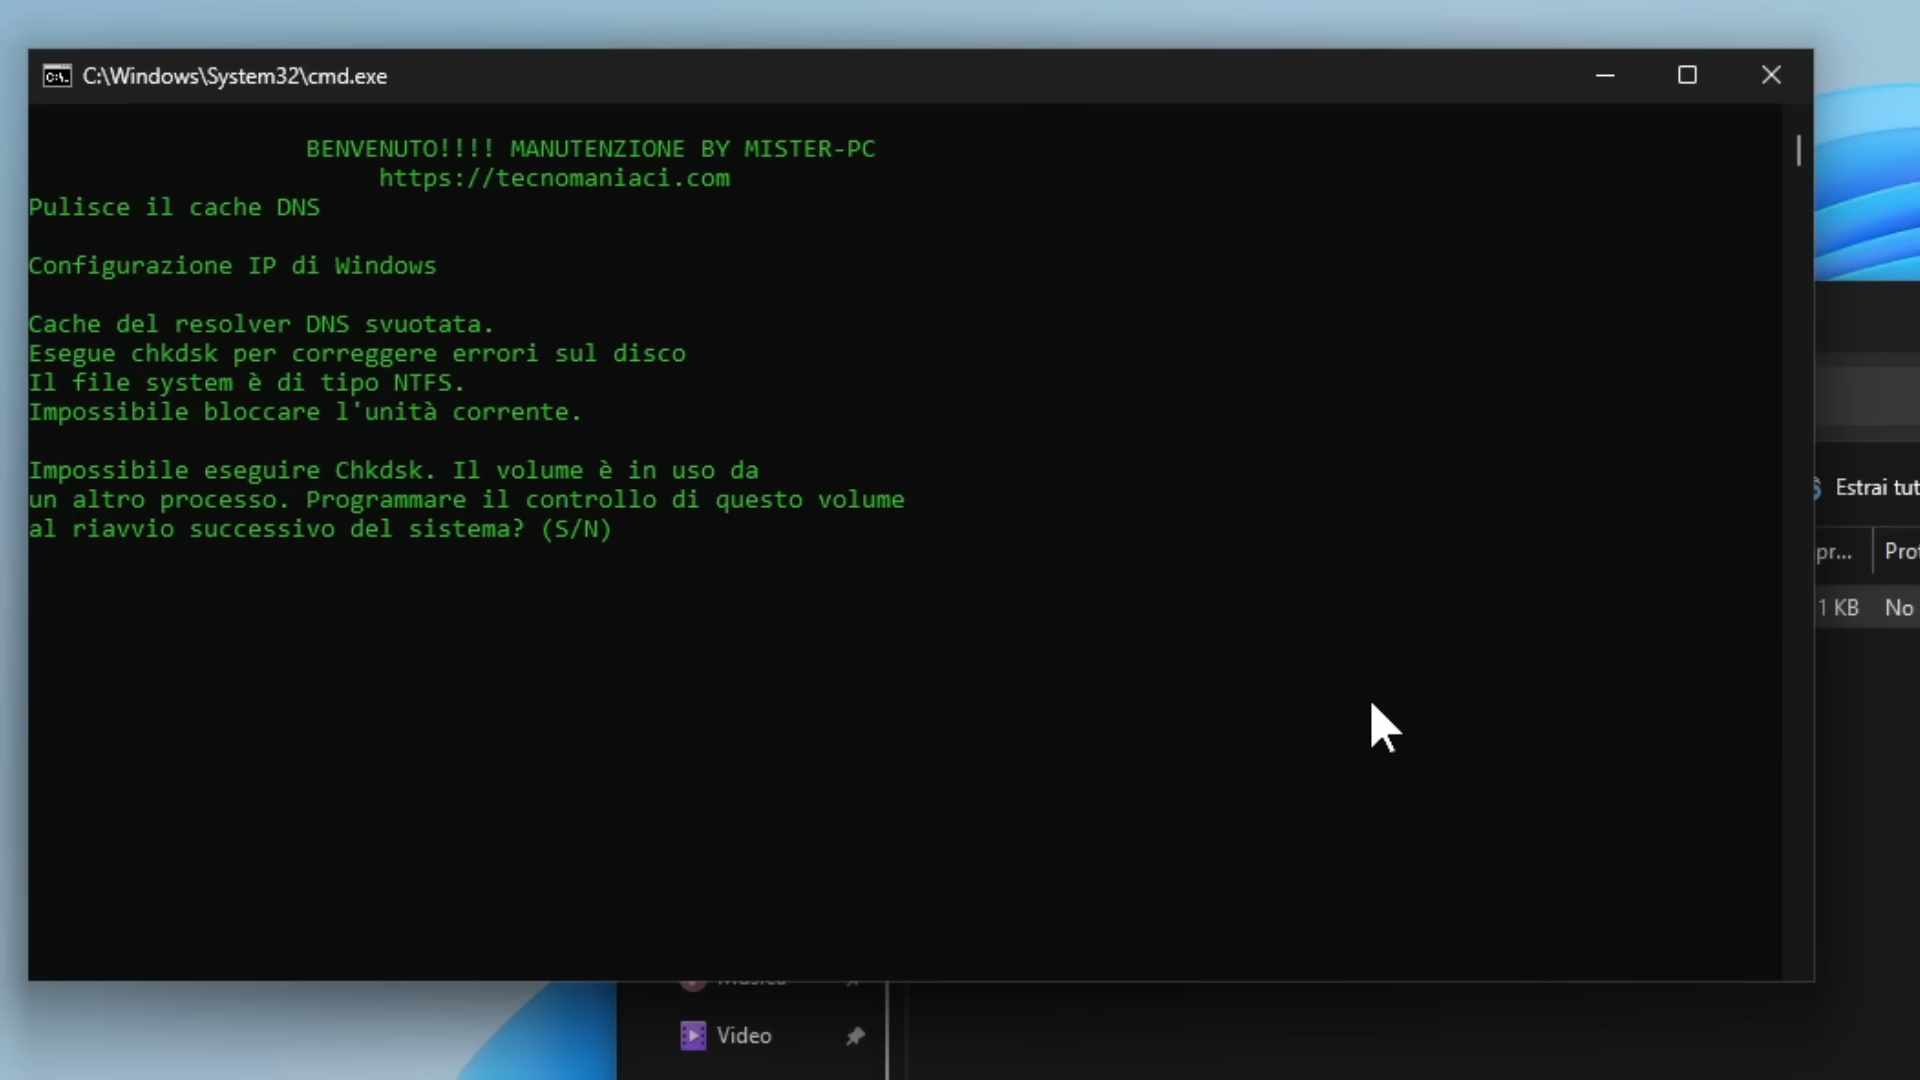 C:\Windows\System32\cmd.exe
BENVENUTO!!!! MANUTENZIONE BY MISTER-PC
https://tecnomaniaci.com
Pulisce il cache DNS
Configurazione IP di Windows
Cache del resolver DNS svuotata.
Esegue chkdsk per correggere errori sul disco
Il file system è di tipo NTFS.
Impossibile bloccare l'unità corrente.
Impossibile eseguire Chkdsk. Il volume è in uso da
un altro processo. Programmare il controllo di questo volume
al riavvio successivo del sistema? (S/N)
Estrai tut
pr... Prot
1 KB No
Video